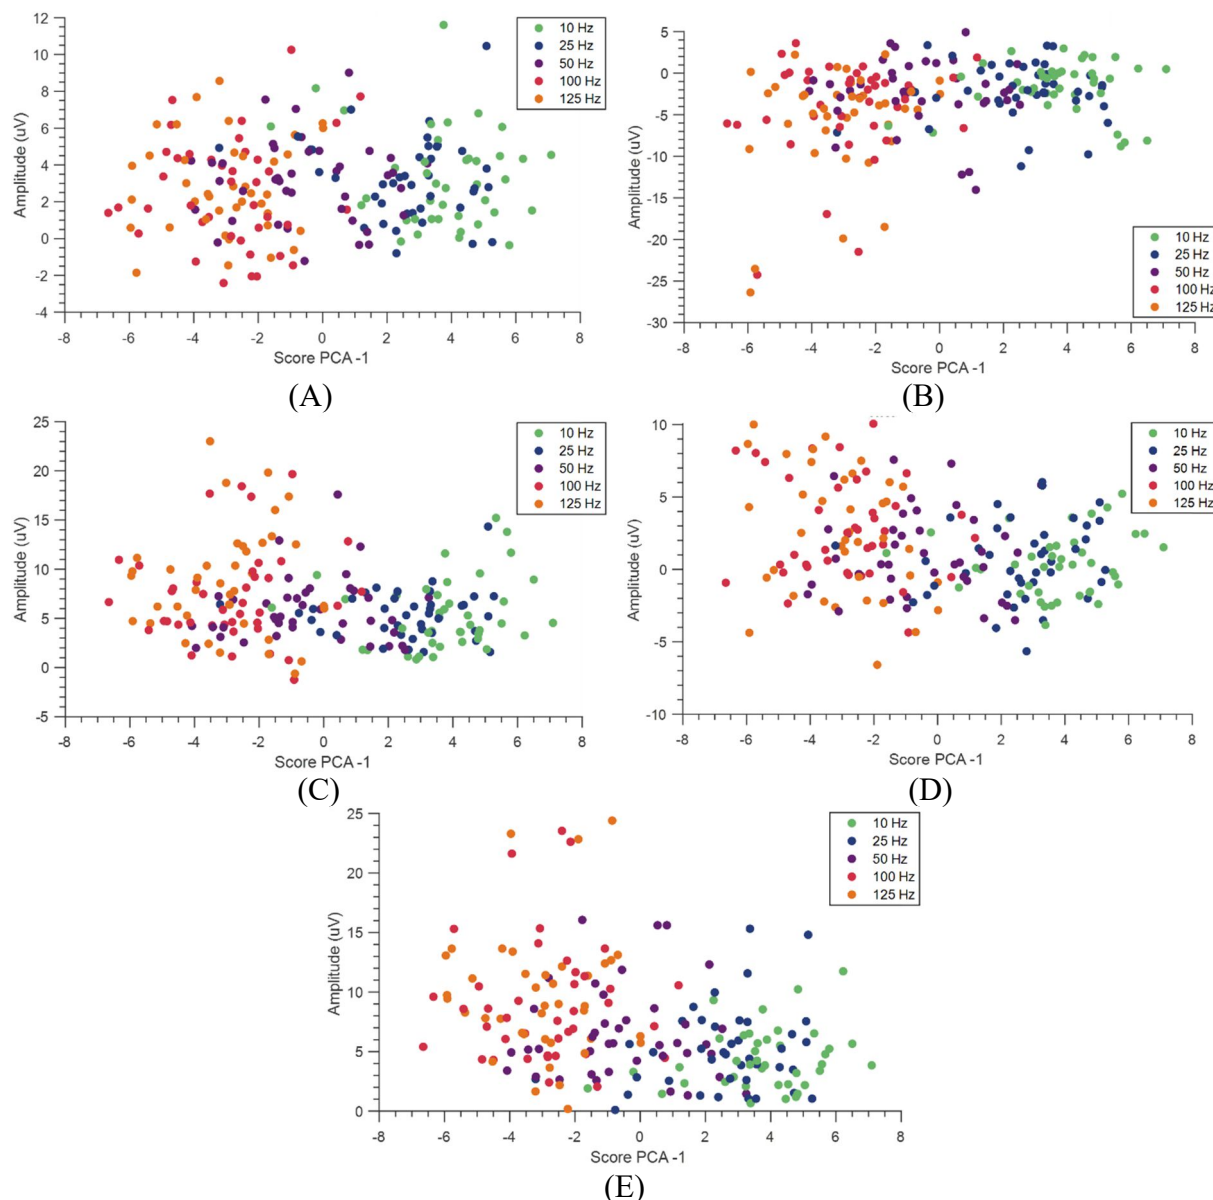 12
10
8
6
4
2
0
-2
-4
Amplitude (uV)
-8 -6 -4 -2 0 2 4 6 8
Score PCA -1
10 Hz
25 Hz
50 Hz
100 Hz
125 Hz
(A)
5
0
-5
-10
-15
-20
-25
-30
Amplitude (uV)
-8 -6 -4 -2 0 2 4 6 8
Score PCA -1
10 Hz
25 Hz
50 Hz
100 Hz
125 Hz
(B)
25
20
15
10
5
0
-5
Amplitude (uV)
-8 -6 -4 -2 0 2 4 6 8
Score PCA -1
10 Hz
25 Hz
50 Hz
100 Hz
125 Hz
(C)
10
5
0
-5
-10
Amplitude (uV)
-8 -6 -4 -2 0 2 4 6 8
Score PCA -1
10 Hz
25 Hz
50 Hz
100 Hz
125 Hz
(D)
25
20
15
10
5
0
Amplitude (uV)
-8 -6 -4 -2 0 2 4 6 8
Score PCA -1
10 Hz
25 Hz
50 Hz
100 Hz
125 Hz
(E)